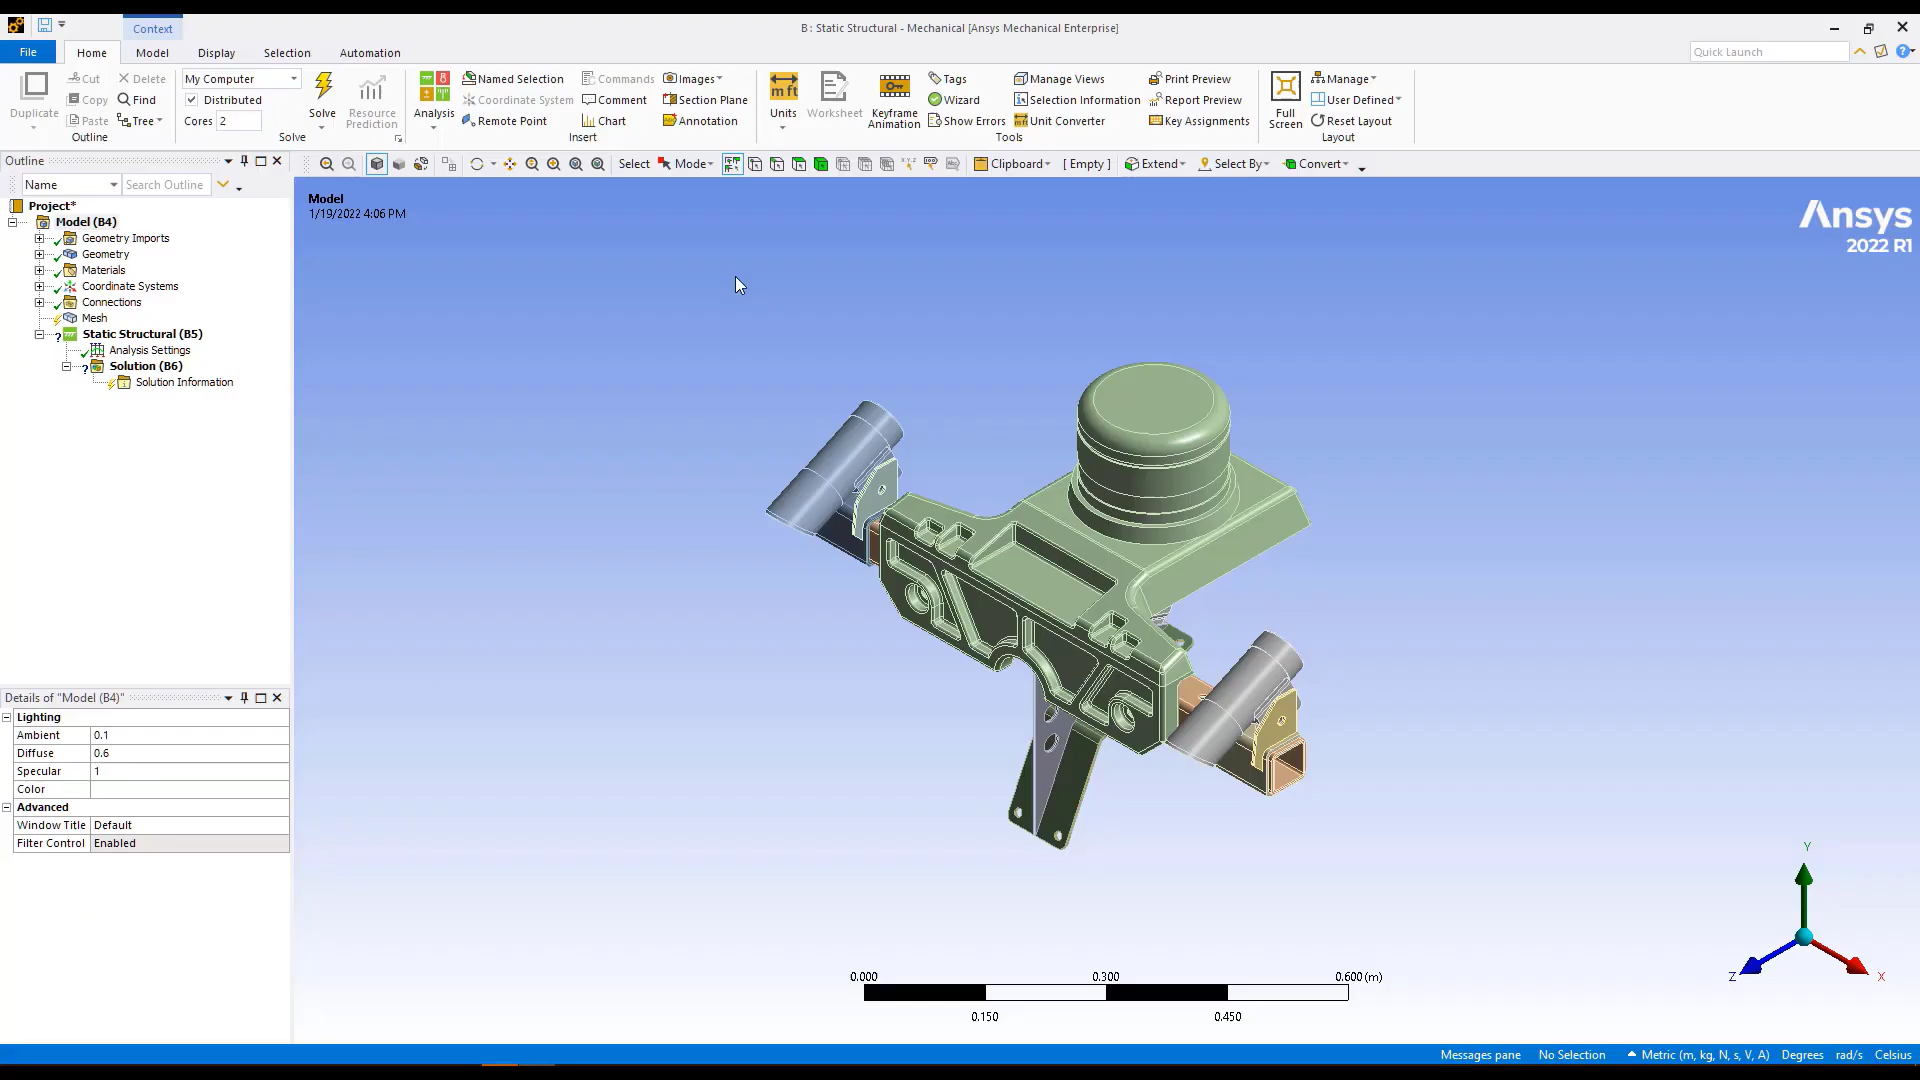 Context
B : Static Structural - Mechanical [Ansys Mechanical Enterprise]
File Home Model Display Selection Automation
Quick Launch
Duplicate
Cut
Copy
Paste
Delete
Find
Tree
Outline
My Computer
Distributed
Cores 2
Solve
Resource
Prediction
Solve
Analysis
Named Selection
Coordinate System
Remote Point
Commands
Comment
Chart
Images
Section Plane
Annotation
Insert
Units
Worksheet
Keyframe
Animation
Tags
Wizard
Show Errors
Manage Views
Selection Information
Unit Converter
Print Preview
Report Preview
Key Assignments
Tools
Full
Screen
Manage
User Defined
Reset Layout
Layout
Outline
Select Mode Clipboard [ Empty ] Extend Select By Convert
Name Search Outline
Project*
Model (B4)
Geometry Imports
Geometry
Materials
Coordinate Systems
Connections
Mesh
Static Structural (B5)
Analysis Settings
Solution (B6)
Solution Information
Model
1/19/2022 4:06 PM
Ansys
2022 R1
Details of "Model (B4)"
Lighting
Ambient 0.1
Diffuse 0.6
Specular 1
Color
Advanced
Window Title Default
Filter Control Enabled
Y
Z
X
0.000 0.300 0.600 (m)
0.150 0.450
Messages pane No Selection Metric (m, kg, N, s, V, A) Degrees rad/s Celsius